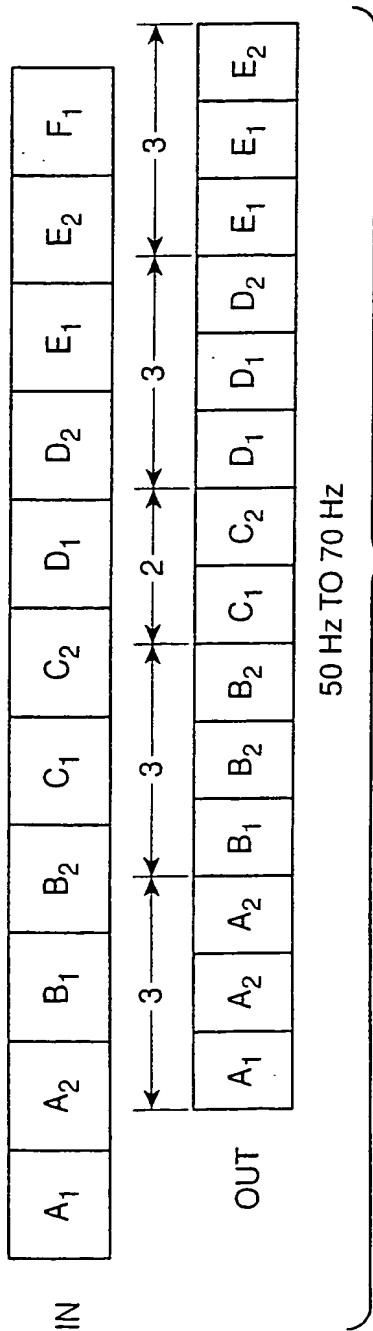 IN A₁ A₂ B₁ B₂ C₁ C₂ D₁ D₂ E₁ E₂ F₁
3 3 2 3 3
OUT A₁ A₂ A₂ B₁ B₂ B₂ C₁ C₂ D₁ D₁ D₂ E₁ E₁ E₂
50 Hz TO 70 Hz